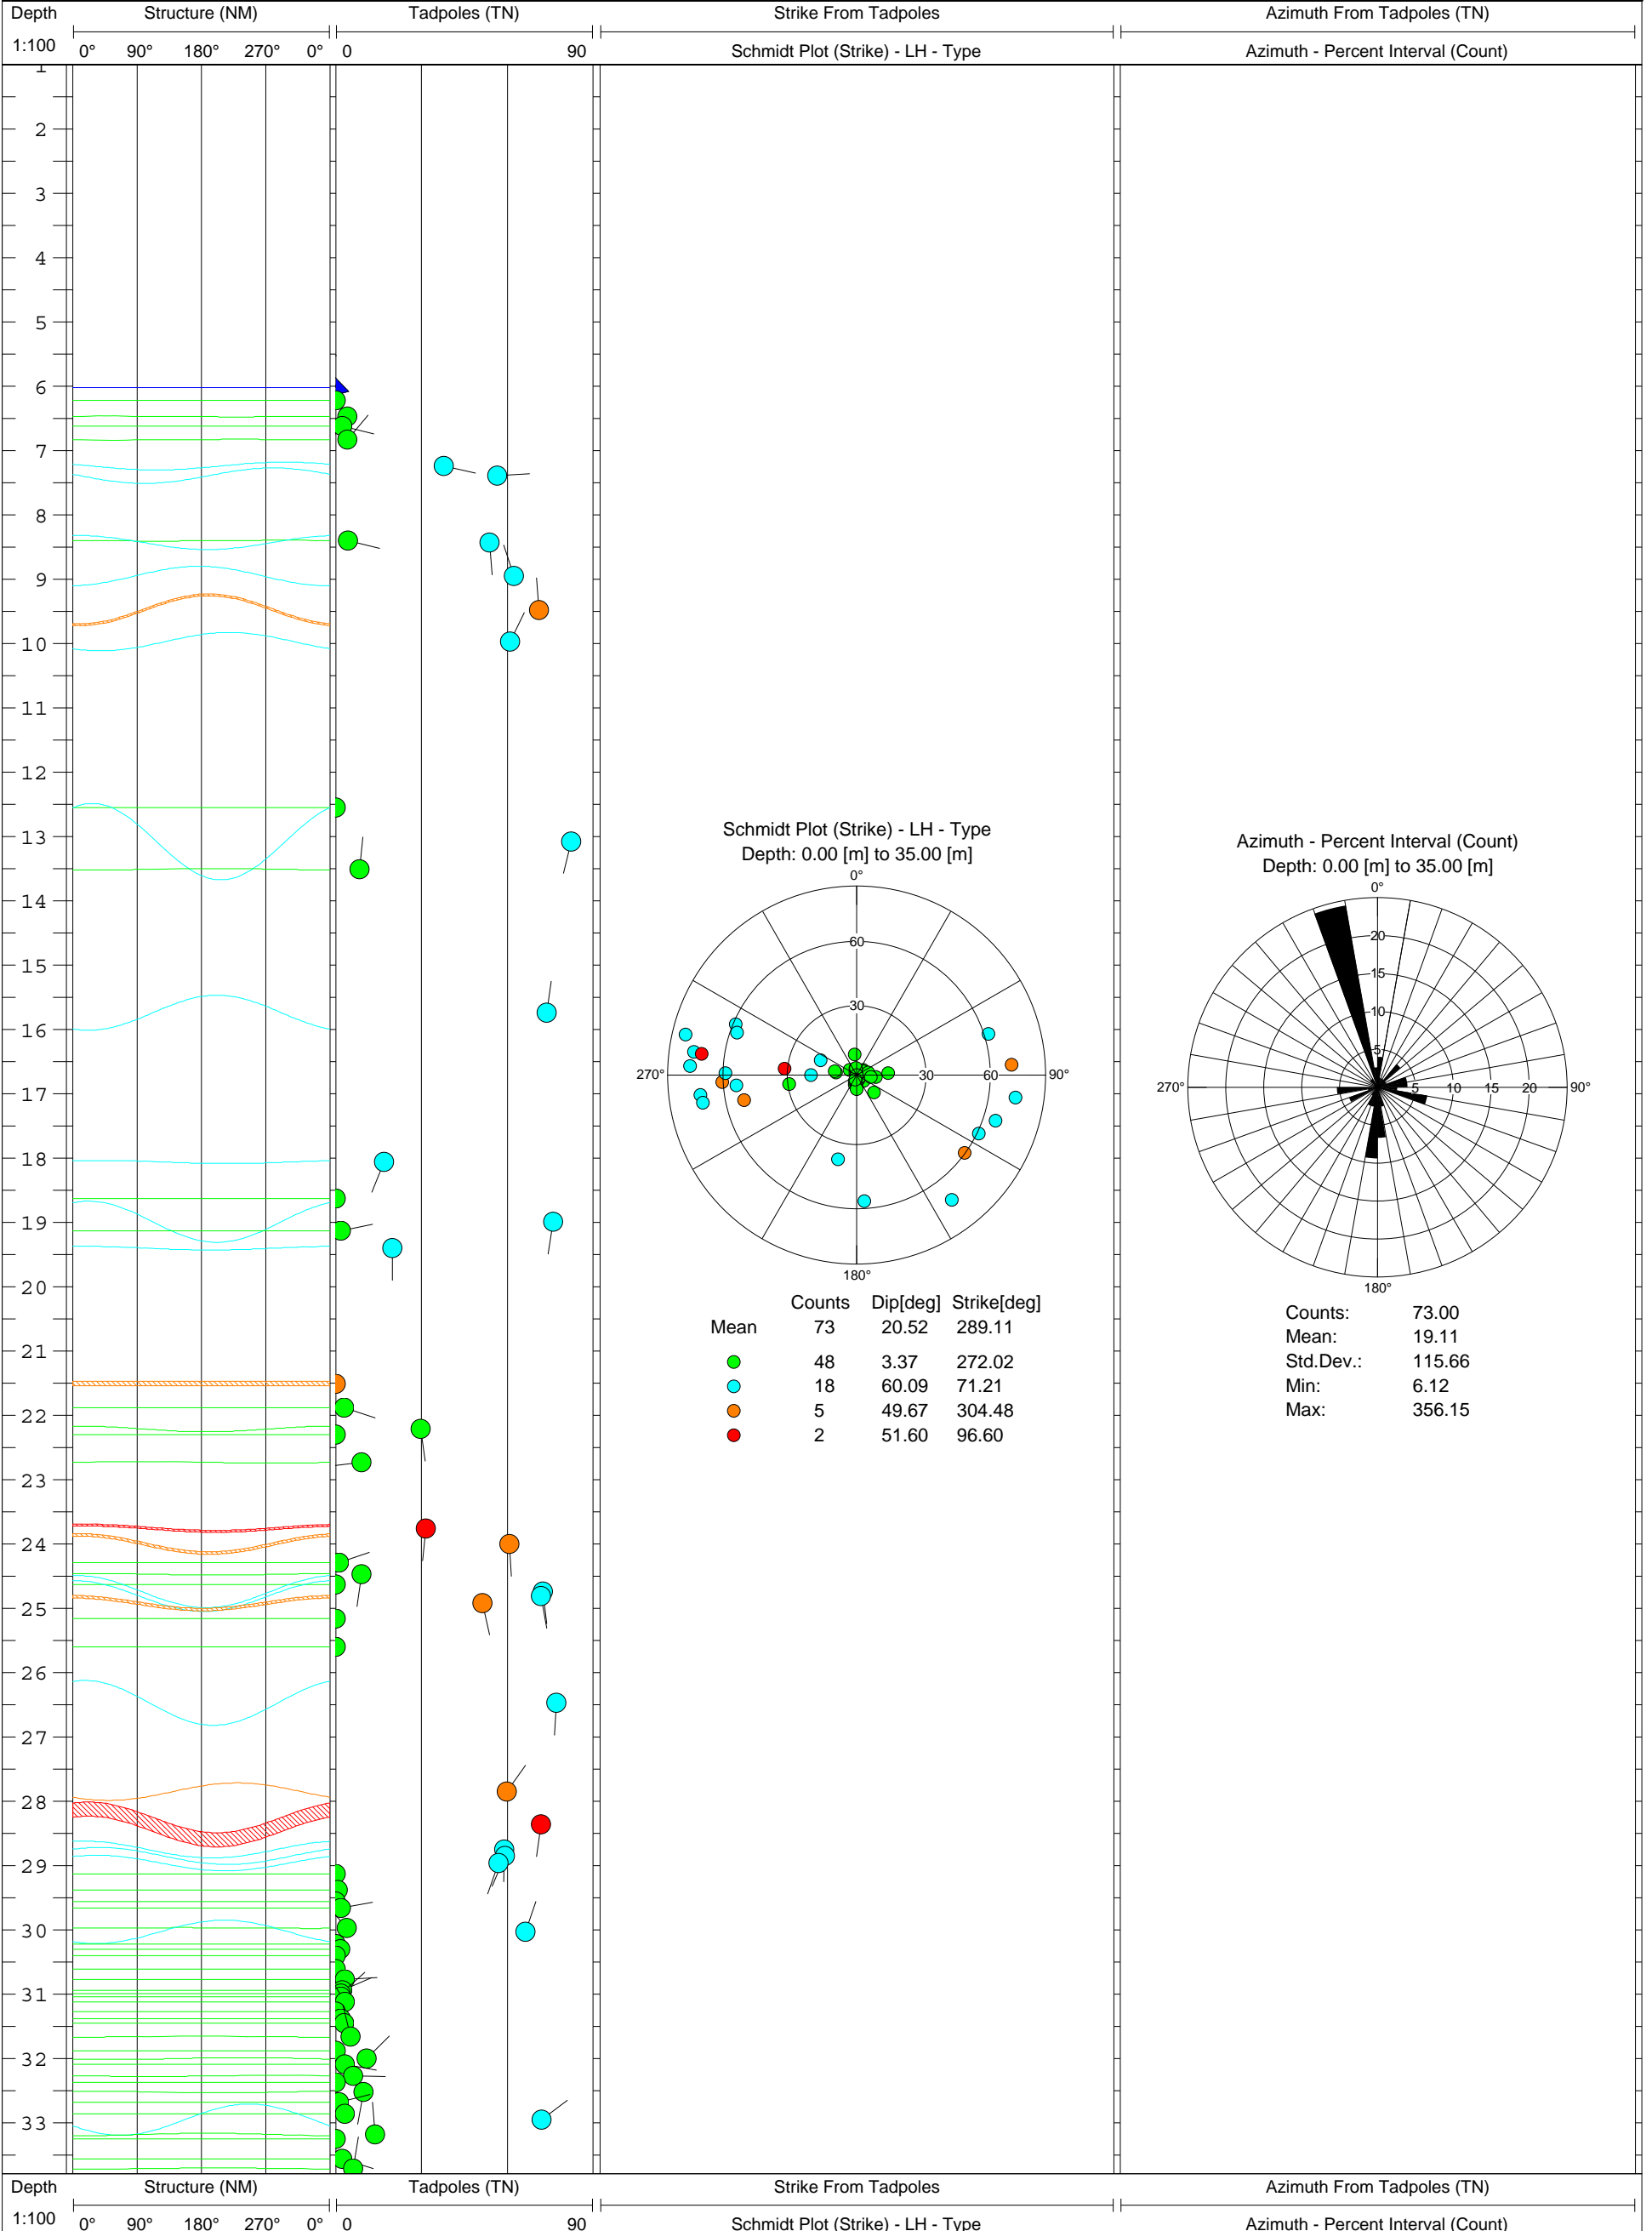 Depth Structure (NM) Tadpoles (TN) Strike From Tadpoles Azimuth From Tadpoles (TN)
1:100 0° 90° 180° 270° 0° 0 90 Schmidt Plot (Strike) - LH - Type Azimuth - Percent Interval (Count)
2
3
4
5
6
7
8
9
10
11
12
13
14
15
16
17
18
19
20
21
22
23
24
25
26
27
28
29
30
31
32
33
Schmidt Plot (Strike) - LH - Type
Depth: 0.00 [m] to 35.00 [m]
0°
60
30
270° 30 60 90°
180°
Counts Dip[deg] Strike[deg]
Mean 73 20.52 289.11
48 3.37 272.02
18 60.09 71.21
5 49.67 304.48
2 51.60 96.60
Azimuth - Percent Interval (Count)
Depth: 0.00 [m] to 35.00 [m]
0°
20
15
10
5
270° 5 10 15 20 90°
180°
Counts: 73.00
Mean: 19.11
Std.Dev.: 115.66
Min: 6.12
Max: 356.15
Depth Structure (NM) Tadpoles (TN) Strike From Tadpoles Azimuth From Tadpoles (TN)
1:100 0° 90° 180° 270° 0° 0 90 Schmidt Plot (Strike) - LH - Type Azimuth - Percent Interval (Count)